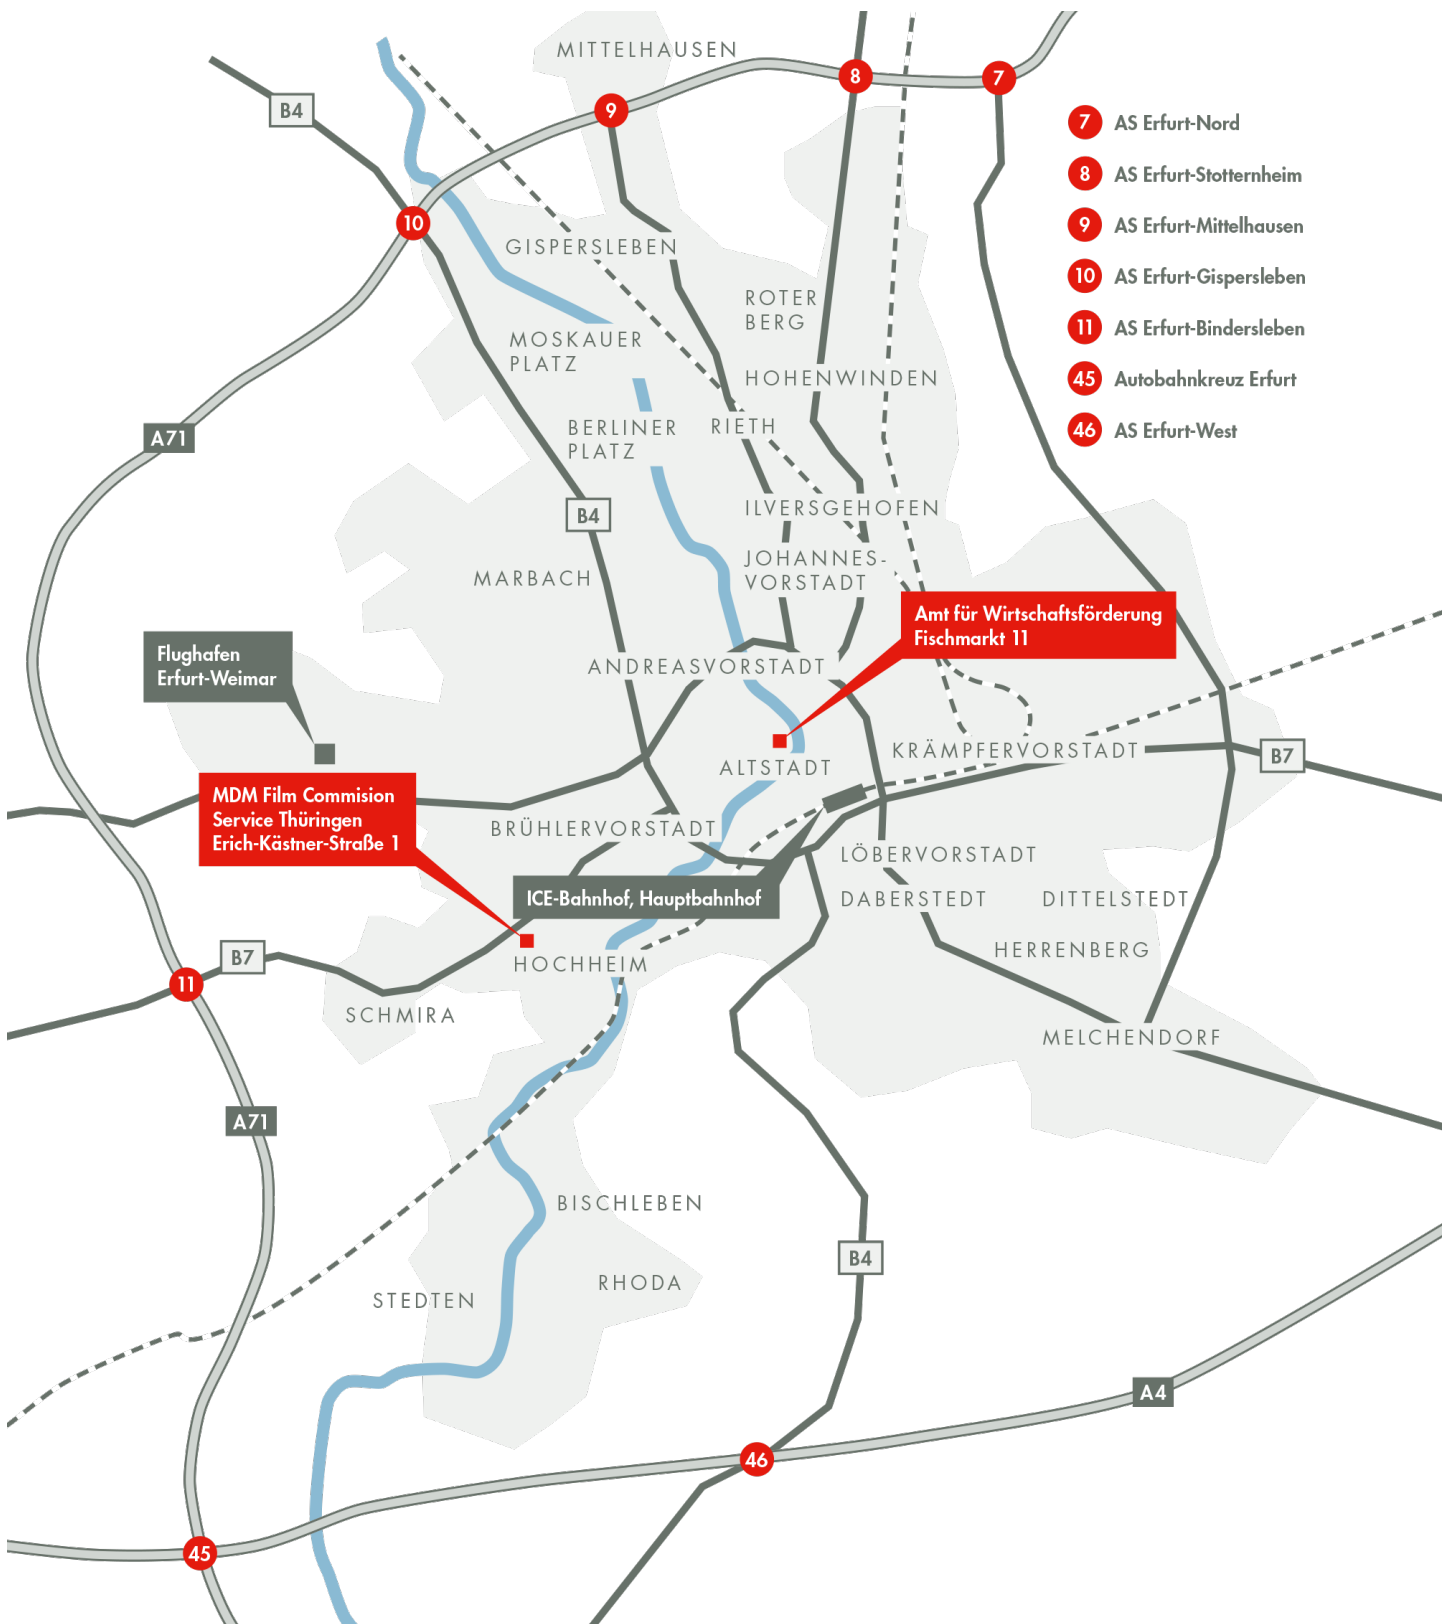 MITTELHAUSEN
8
7
B4
9
7 AS Erfurt-Nord
8 AS Erfurt-Stotternheim
9 AS Erfurt-Mittelhausen
10 AS Erfurt-Gispersleben
11 AS Erfurt-Bindersleben
45 Autobahnkreuz Erfurt
46 AS Erfurt-West
10
GISPERSLEBEN
ROTER
BERG
MOSKAUER
PLATZ
HOHENWINDEN
A71
BERLINER
PLATZ
RIETH
B4
ILVERSGEHOFEN
JOHANNES-
VORSTADT
MARBACH
Amt für Wirtschaftsförderung
Fischmarkt 11
Flughafen
Erfurt-Weimar
ANDREASVORSTADT
KRÄMPFERVORSTADT
B7
ALTSTADT
MDM Film Commision
Service Thüringen
Erich-Kästner-Straße 1
BRÜHLERVORSTADT
LÖBERVORSTADT
ICE-Bahnhof, Hauptbahnhof
DABERSTEDT
DITTELSTEDT
HERRENBERG
B7
HOCHHEIM
11
SCHMIRA
MELCHENDORF
A71
BISCHLEBEN
B4
RHODA
STEDTEN
A4
46
45